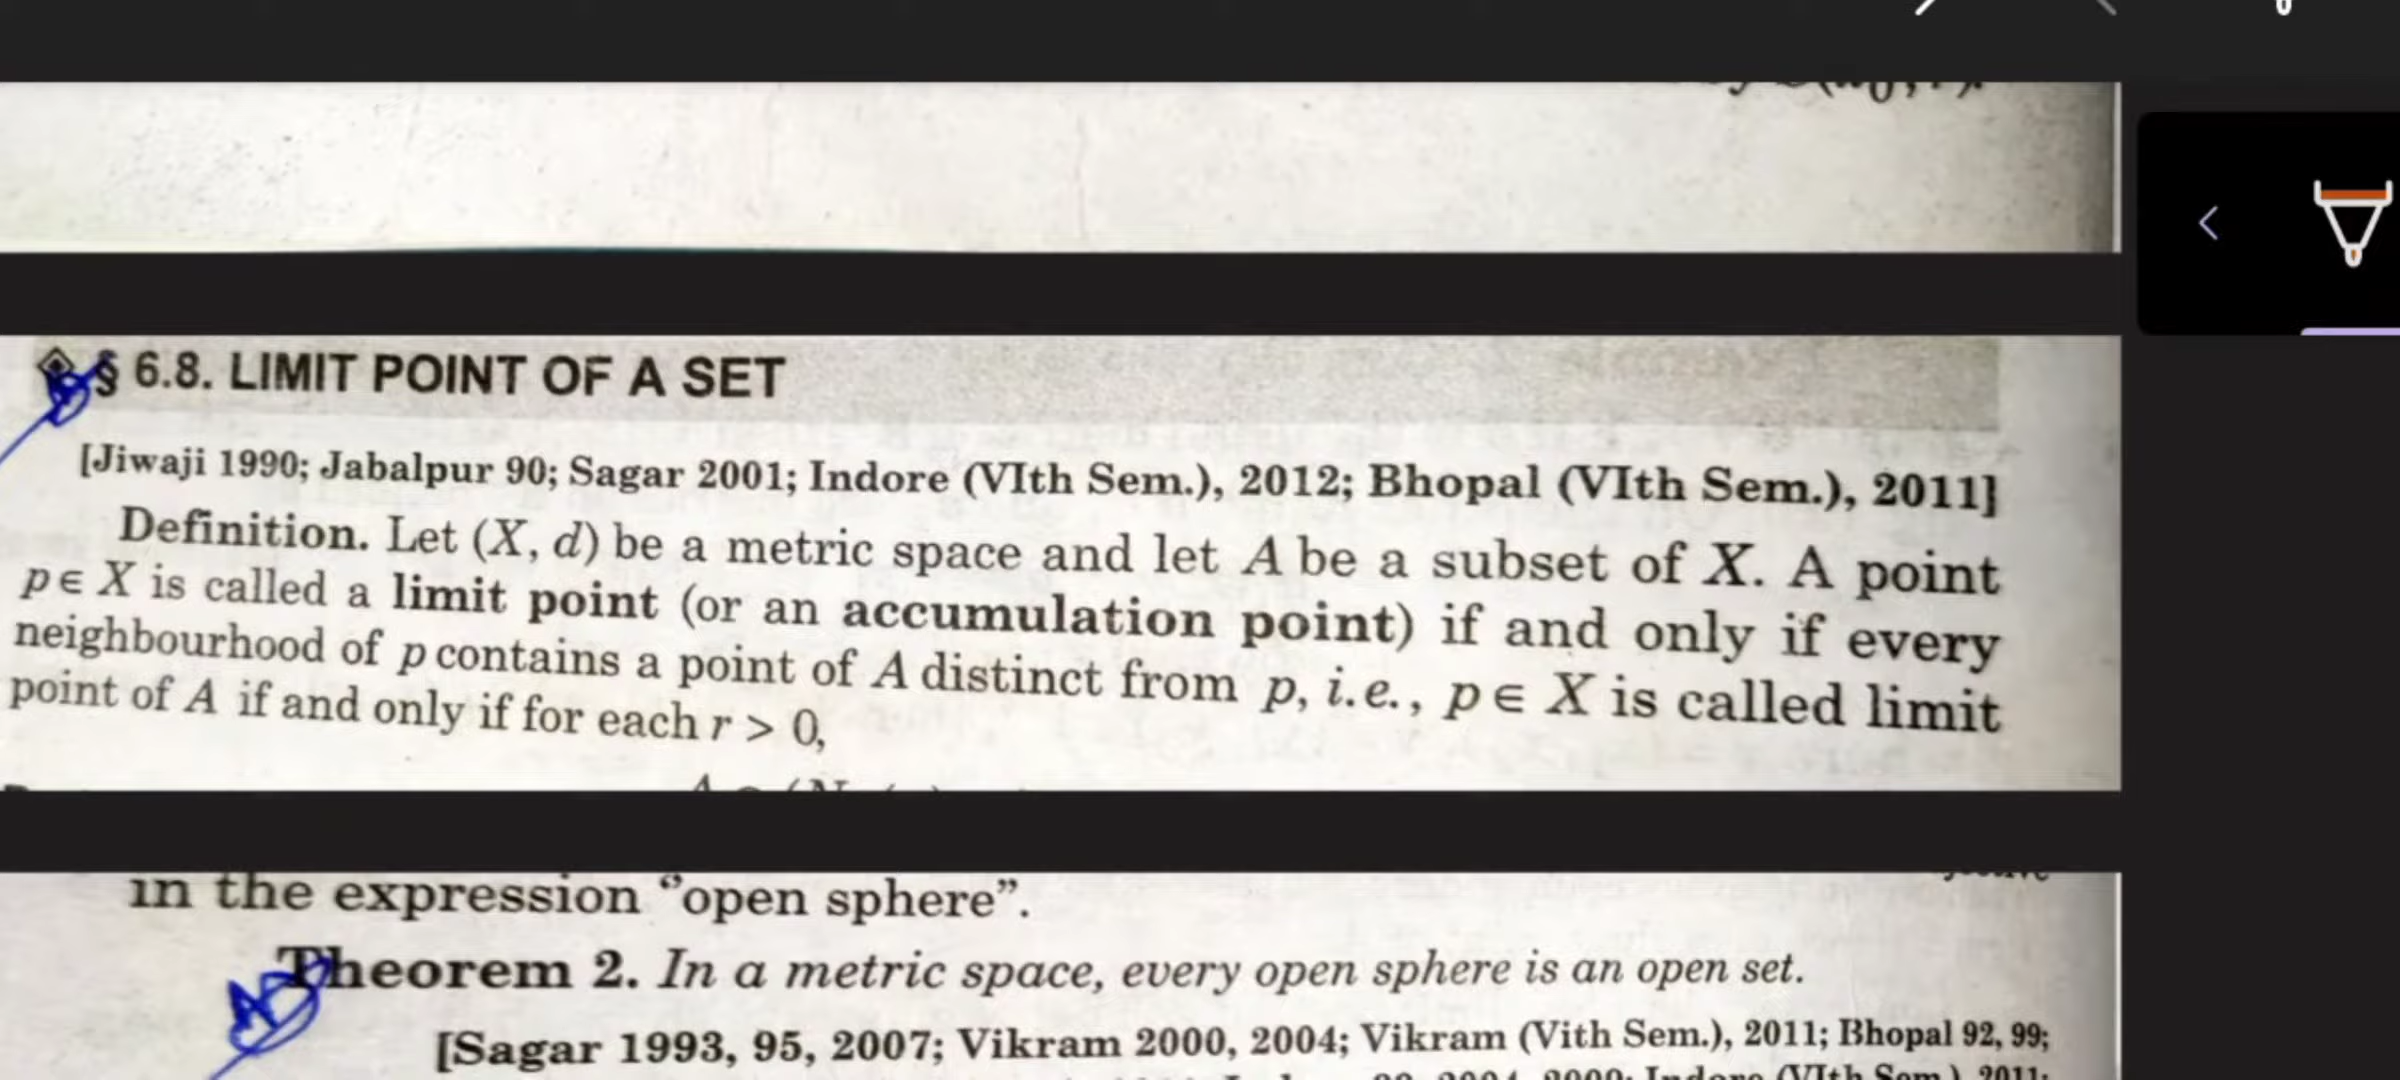 § 6.8. LIMIT POINT OF A SET
[Jiwaji 1990; Jabalpur 90; Sagar 2001; Indore (VIth Sem.), 2012; Bhopal (VIth Sem.), 2011]
Definition. Let (X, d) be a metric space and let A be a subset of X. A point
p ∈ X is called a limit point (or an accumulation point) if and only if every
neighbourhood of p contains a point of A distinct from p, i.e., p ∈ X is called limit
point of A if and only if for each r > 0,
in the expression “open sphere”.
Theorem 2. In a metric space, every open sphere is an open set.
[Sagar 1993, 95, 2007; Vikram 2000, 2004; Vikram (Vith Sem.), 2011; Bhopal 92, 99;